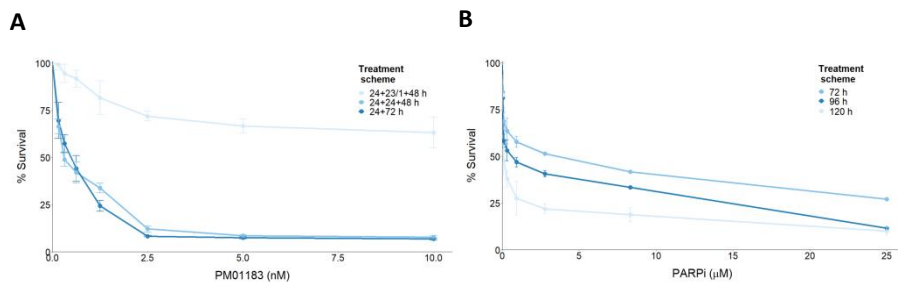 A
B
Treatment
scheme
24+23/1+48 h
24+24+48 h
24+72 h
100
75
50
25
0
% Survival
0.0
2.5
5.0
7.5
10.0
PM01183 (nM)
Treatment
scheme
72 h
96 h
120 h
100
75
50
25
0
% Survival
0
5
10
15
20
25
PARPi (μM)